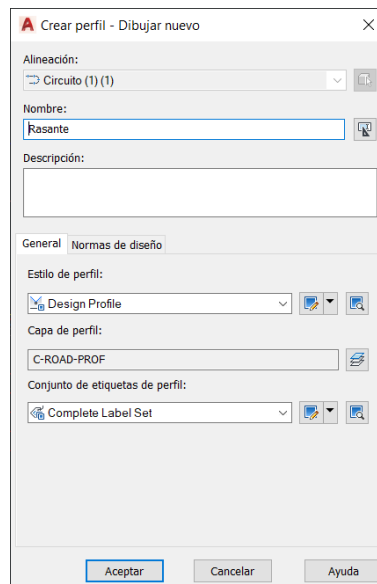 Crear perfil - Dibujar nuevo
Alineación:
Circuito (1) (1)
Nombre:
Rasante
Descripción:
General Normas de diseño
Estilo de perfil:
Design Profile
Capa de perfil:
C-ROAD-PROF
Conjunto de etiquetas de perfil:
Complete Label Set
Aceptar Cancelar Ayuda